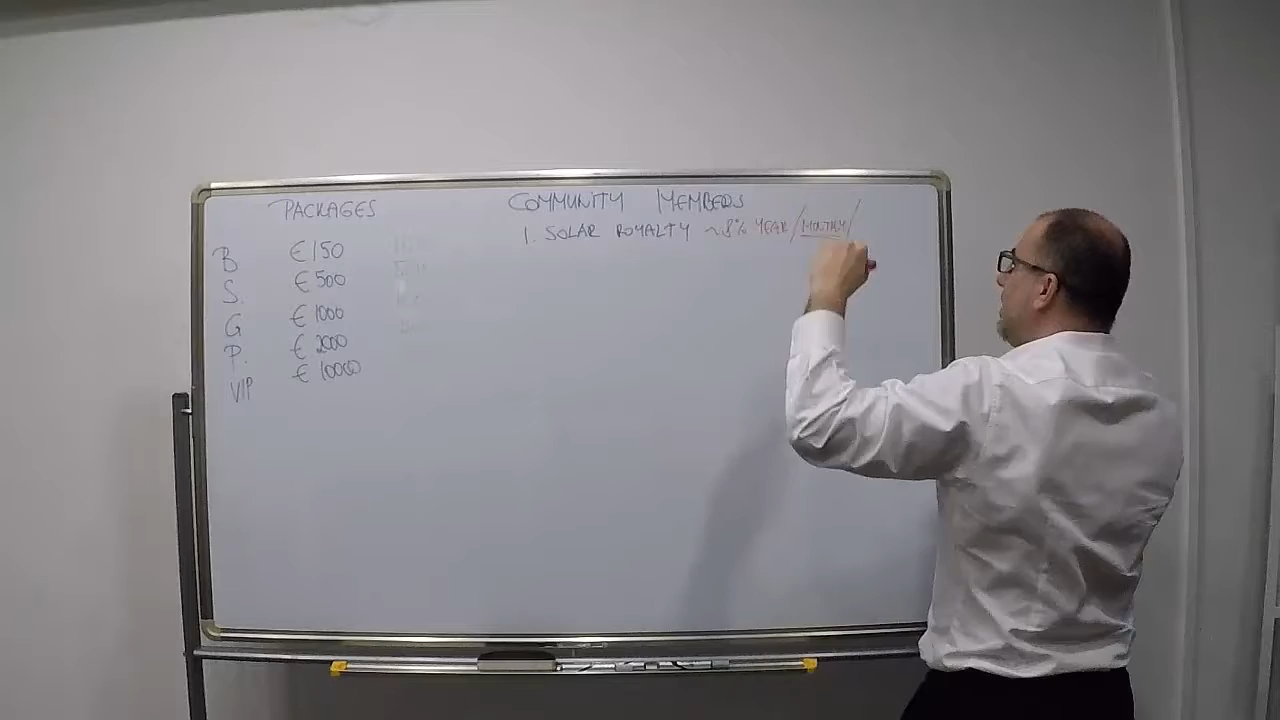 PACKAGES
B € 150
S. € 500
G € 1000
P. € 2000
VIP € 10000
COMMUNITY MEMBERS
1. SOLAR ROYALTY ~8% YEAR / MONTHLY /